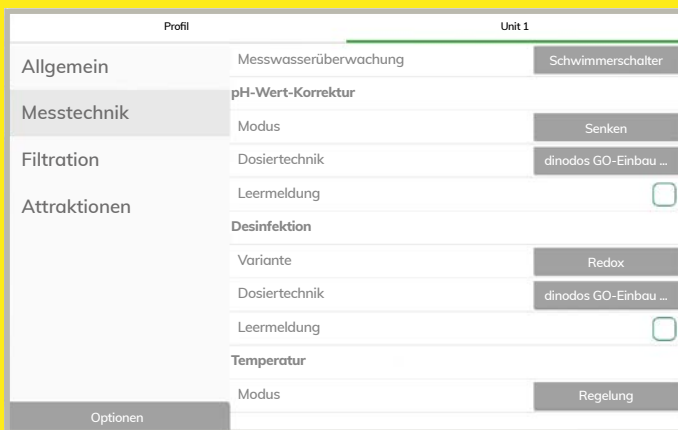 Profil
Unit 1
Allgemein
Messtechnik
Filtration
Attraktionen
Optionen
Messwasserüberwachung Schwimmerschalter
pH-Wert-Korrektur
Modus Senken
Dosiertechnik dinodos GO-Einbau ...
Leermeldung
Desinfektion
Variante Redox
Dosiertechnik dinodos GO-Einbau ...
Leermeldung
Temperatur
Modus Regelung